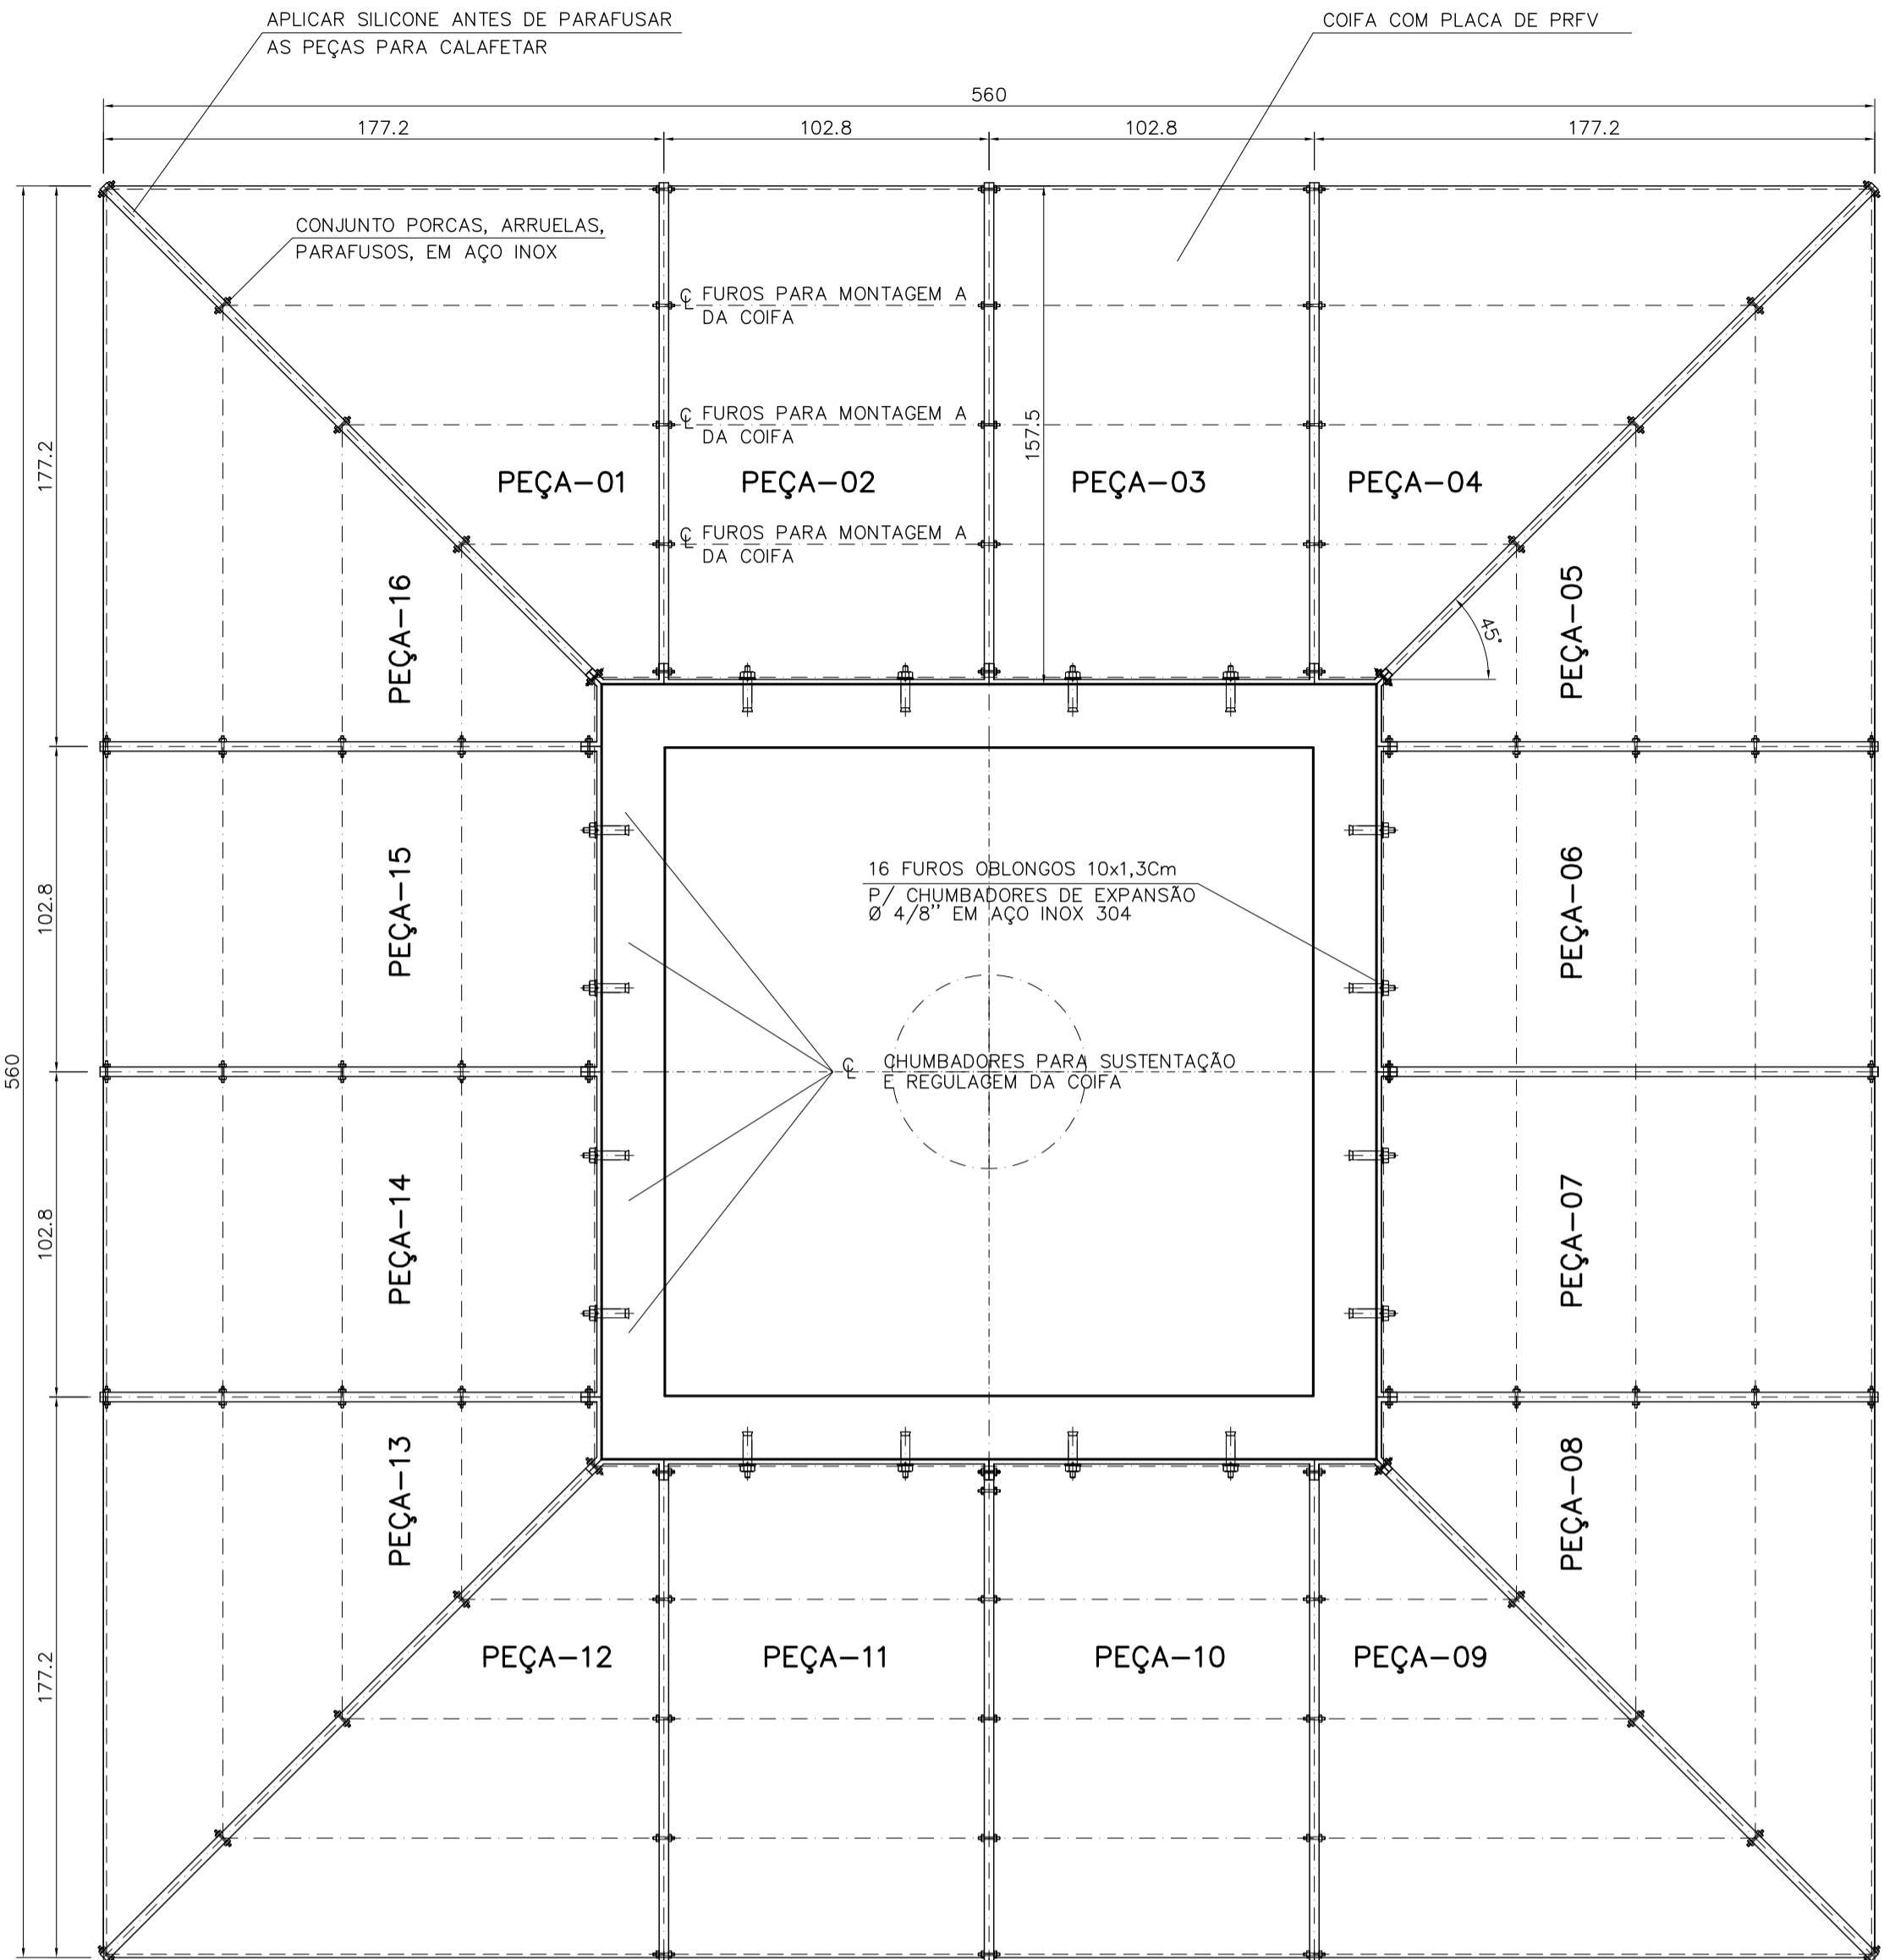 APLICAR SILICONE ANTES DE PARAFUSAR
AS PEÇAS PARA CALAFETAR
COIFA COM PLACA DE PRFV
560
177.2
102.8
102.8
177.2
CONJUNTO PORCAS, ARRUELAS,
PARAFUSOS, EM AÇO INOX
℄ FUROS PARA MONTAGEM A
DA COIFA
℄ FUROS PARA MONTAGEM A
DA COIFA
157.5
177.2
PEÇA-01
PEÇA-02
PEÇA-03
PEÇA-04
℄ FUROS PARA MONTAGEM A
DA COIFA
PEÇA-16
PEÇA-05
45°
16 FUROS OBLONGOS 10x1,3Cm
P/ CHUMBADORES DE EXPANSÃO
Ø 4/8" EM AÇO INOX 304
102.8
PEÇA-15
PEÇA-06
560
℄ CHUMBADORES PARA SUSTENTAÇÃO
E REGULAGEM DA COIFA
102.8
PEÇA-14
PEÇA-07
PEÇA-13
PEÇA-08
177.2
PEÇA-12
PEÇA-11
PEÇA-10
PEÇA-09